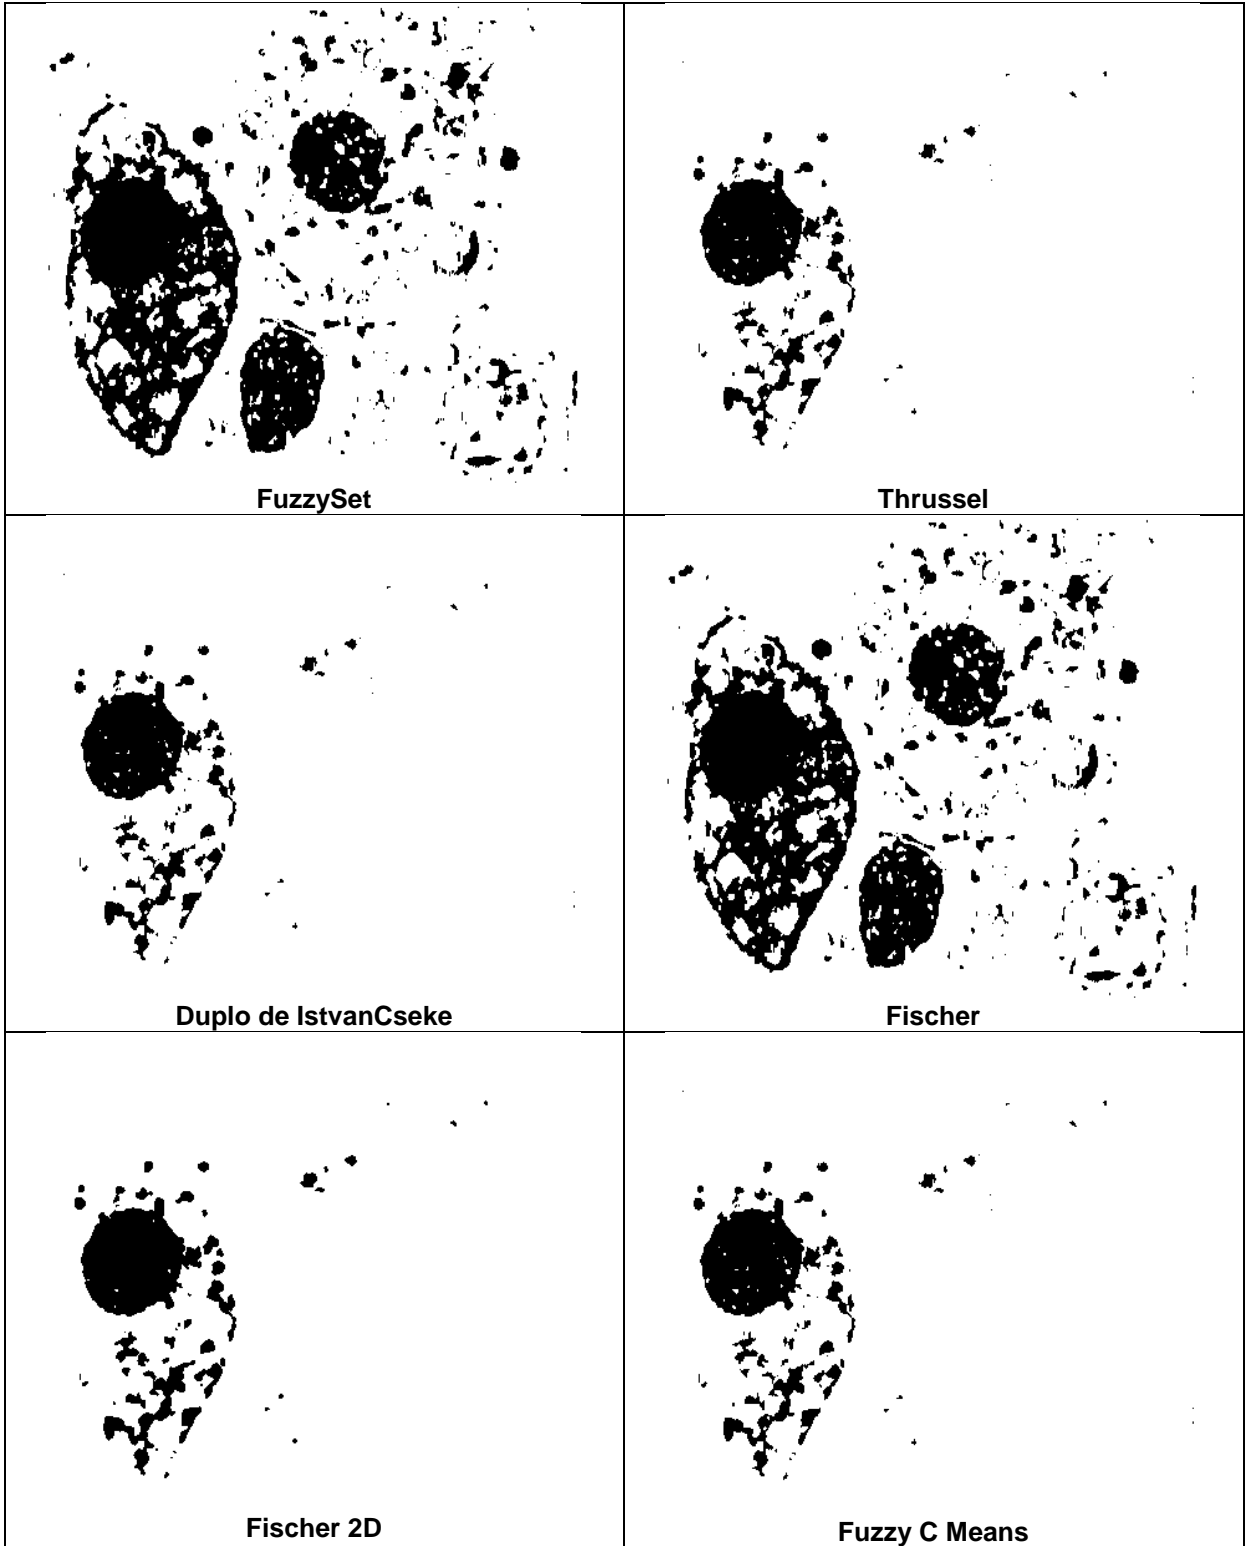 FuzzySet
Thrussel
Duplo de IstvanCseke
Fischer
Fischer 2D
Fuzzy C Means